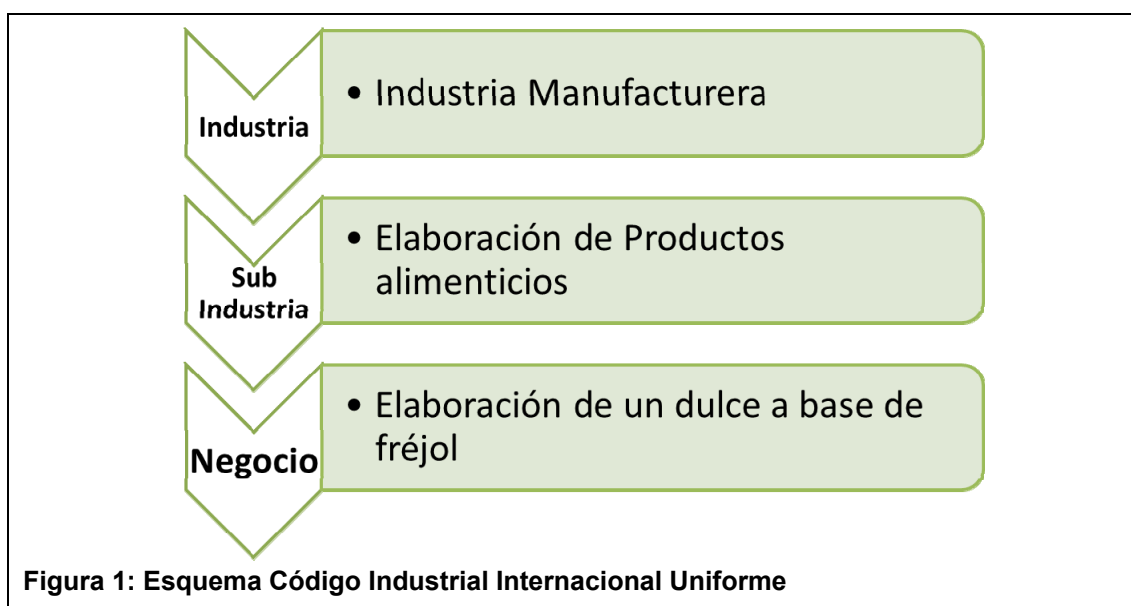 Industria
• Industria Manufacturera
Sub
Industria
• Elaboración de Productos
alimenticios
Negocio
• Elaboración de un dulce a base de
fréjol
Figura 1: Esquema Código Industrial Internacional Uniforme